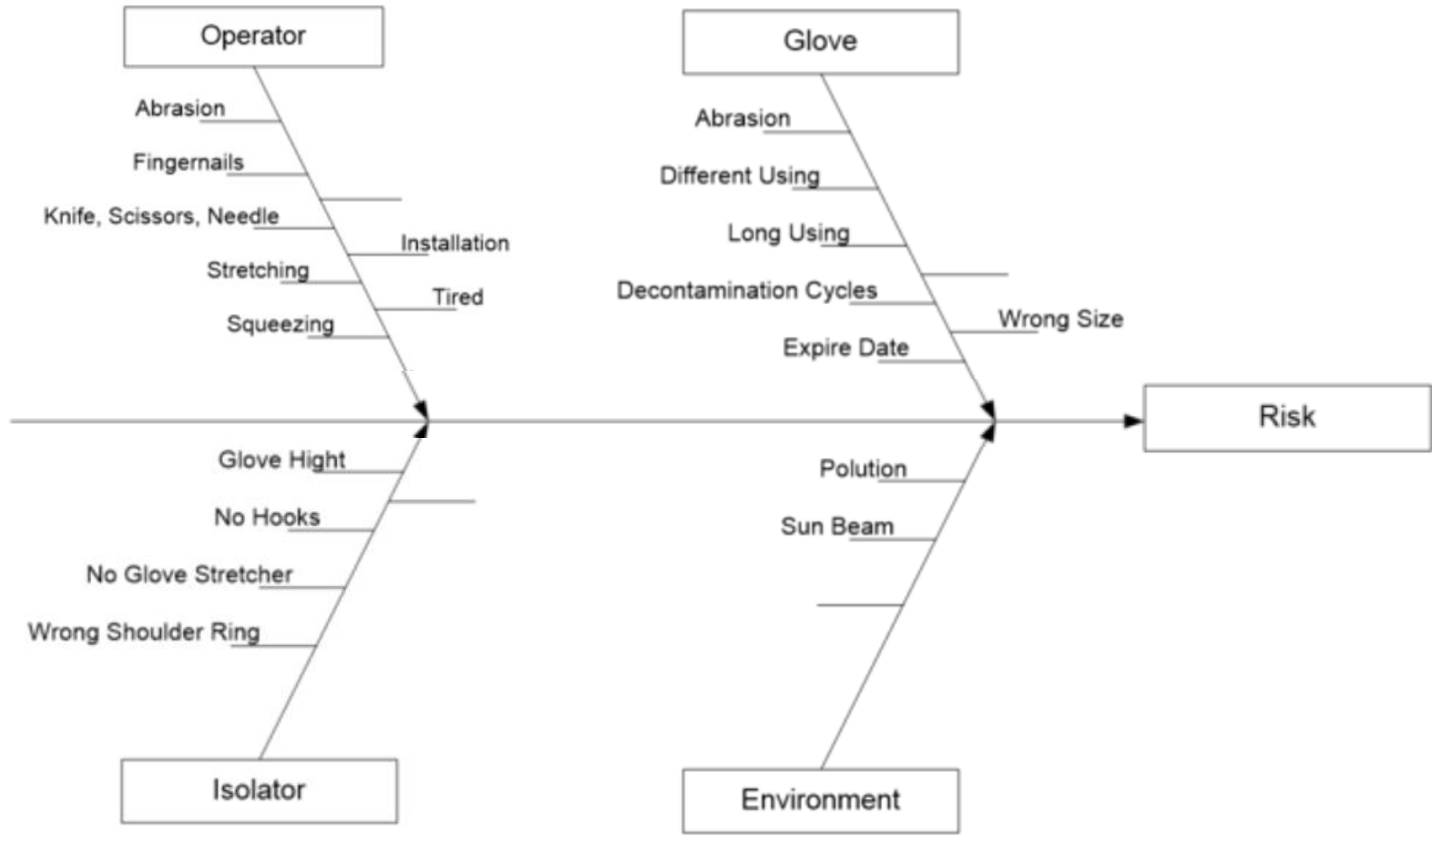 Operator
Glove
Abrasion
Fingernails
Knife, Scissors, Needle
Installation
Stretching
Tired
Squeezing
Abrasion
Different Using
Long Using
Decontamination Cycles
Wrong Size
Expire Date
Risk
Glove Hight
No Hooks
No Glove Stretcher
Wrong Shoulder Ring
Polution
Sun Beam
Isolator
Environment